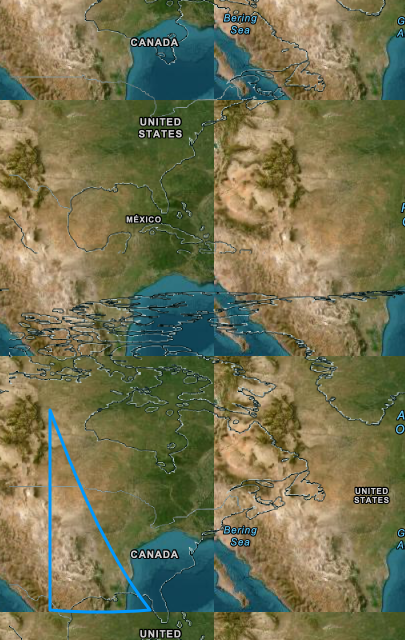 Bering
Sea
G
A
CANADA
UNITED
STATES
MÉXICO
A
O
UNITED
STATES
Bering
Sea
CANADA
G
A
UNITED